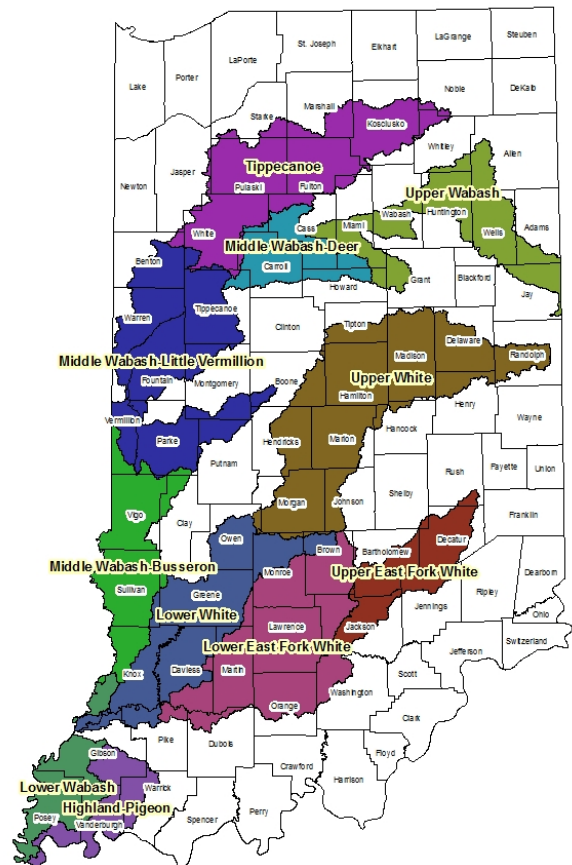 Steuben
LaGrange
St. Joseph
Elkhart
LaPorte
Porter
Lake
Noble
DeKalb
Marshall
Starke
Kosciusko
Whitley
Allen
Jasper
Newton
Tippecanoe
Pulaski
Fulton
Upper Wabash
Wabash
Huntington
White
Cass
Miami
Wells
Adams
Middle Wabash-Deer
Benton
Carroll
Grant
Blackford
Howard
Jay
Tippecanoe
Warren
Clinton
Tipton
Delaware
Madison
Randolph
Middle Wabash-Little Vermillion
Upper White
Fountain
Montgomery
Boone
Hamilton
Henry
Vermillion
Hancock
Wayne
Parke
Hendricks
Marion
Putnam
Rush
Fayette
Union
Shelby
Vigo
Morgan
Johnson
Franklin
Clay
Owen
Decatur
Brown
Bartholomew
Middle Wabash-Busseron
Monroe
Upper East Fork White
Dearborn
Sullivan
Greene
Ripley
Jennings
Ohio
Lower White
Lawrence
Jackson
Switzerland
Lower East Fork White
Jefferson
Knox
Daviess
Martin
Washington
Scott
Orange
Clark
Pike
Dubois
Gibson
Crawford
Floyd
Lower Wabash
Warrick
Harrison
Highland-Pigeon
Posey
Vanderburgh
Spencer
Perry